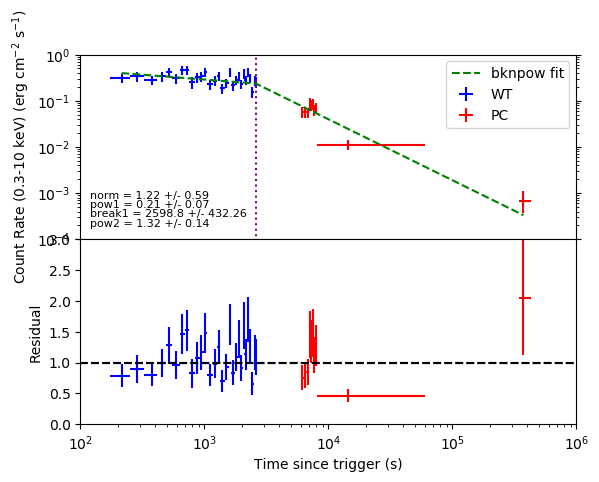 Count Rate (0.3-10 keV) (erg cm⁻² s⁻¹)
10⁰
10⁻¹
10⁻²
10⁻³
bknpow fit
WT
PC
norm = 1.22 +/- 0.59
pow1 = 0.21 +/- 0.07
break1 = 2598.8 +/- 432.26
pow2 = 1.32 +/- 0.14
Residual
3.0
2.5
2.0
1.5
1.0
0.5
0.0
10² 10³ 10⁴ 10⁵ 10⁶
Time since trigger (s)